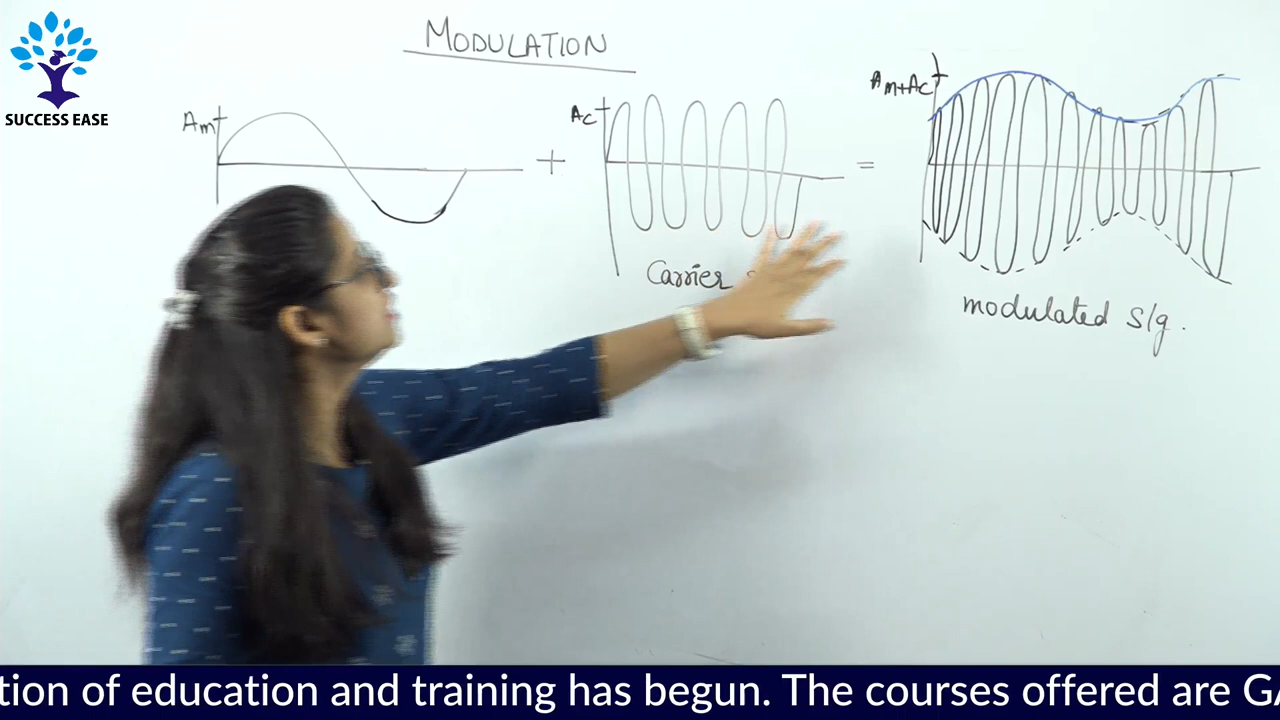 SUCCESS EASE
MODULATION
Am
+
Ac
=
Am+Ac
Carrier
modulated S/g.
tion of education and training has begun. The courses offered are GA